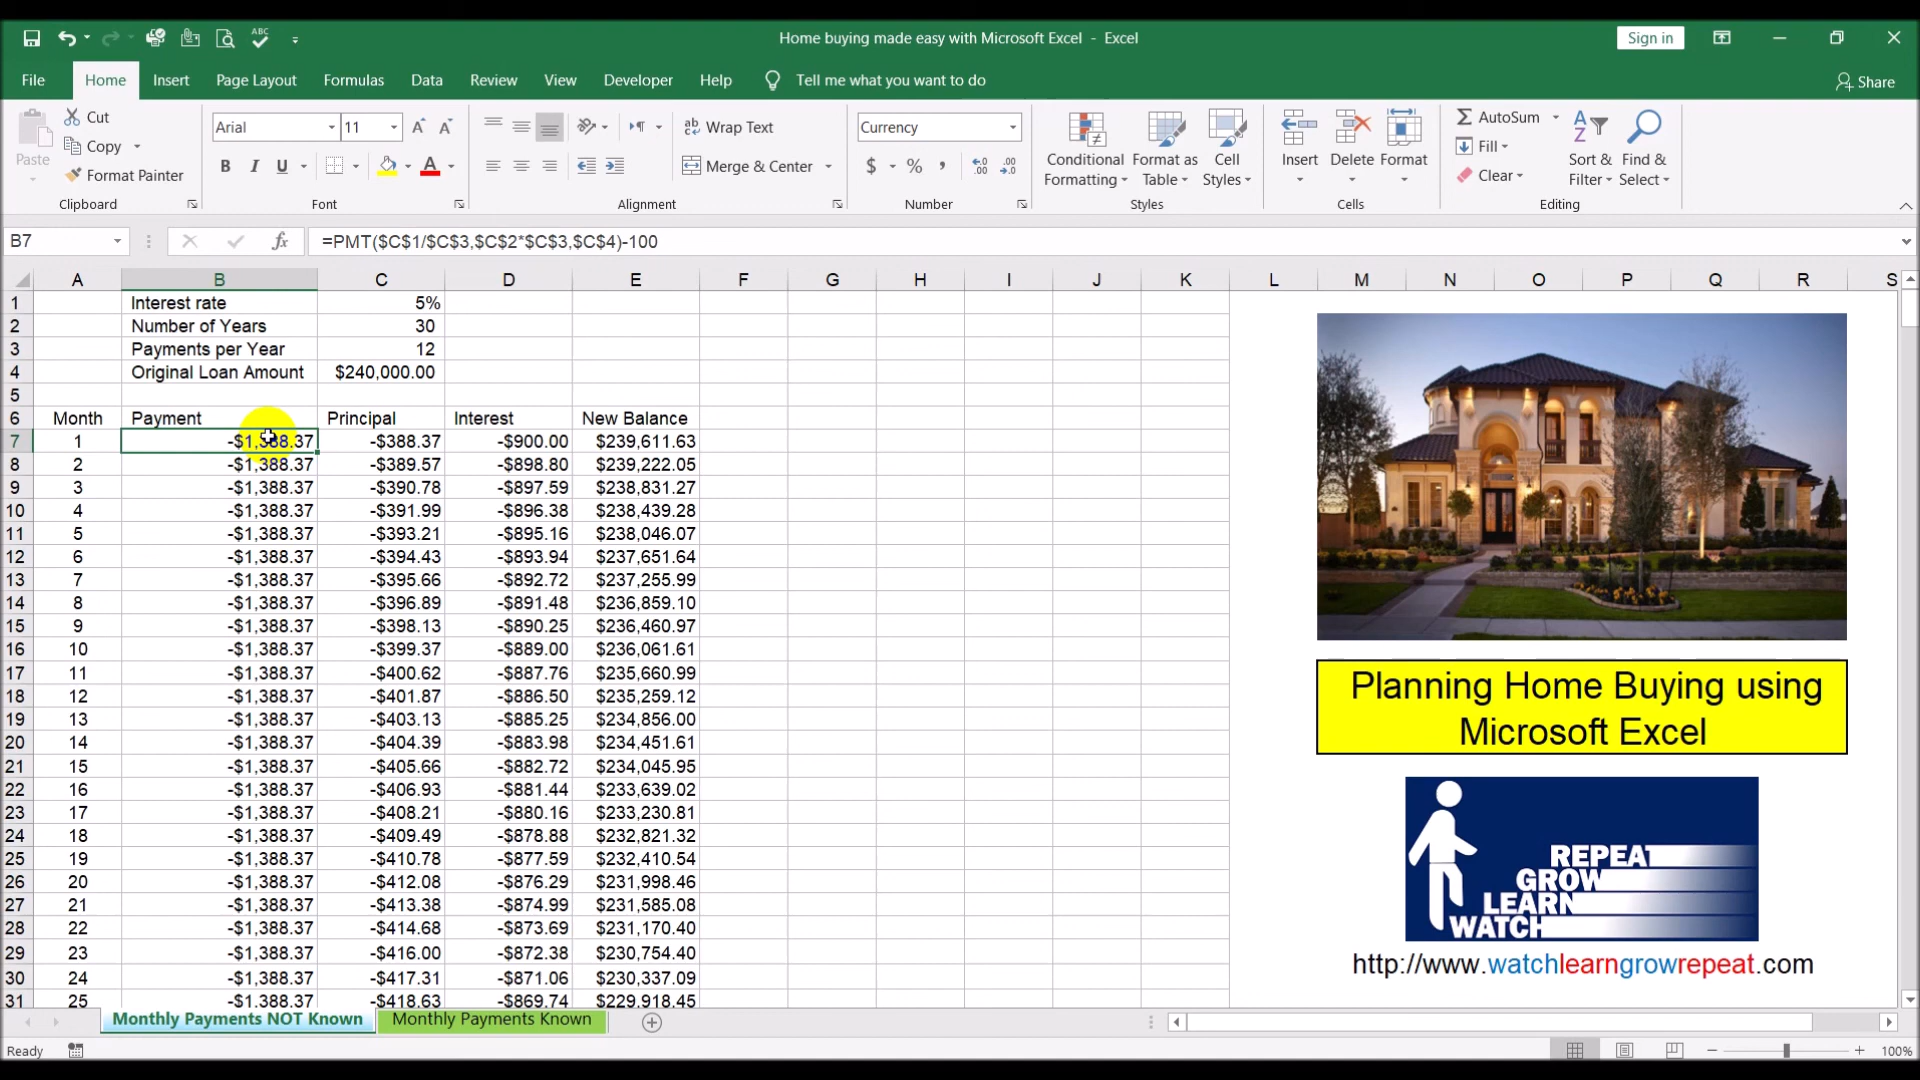 Home buying made easy with Microsoft Excel - Excel
Sign in
File Home Insert Page Layout Formulas Data Review View Developer Help Tell me what you want to do Share
Paste
Cut
Copy
Format Painter
Clipboard
Arial 11
B I U
Font
Wrap Text
Merge & Center
Alignment
Currency
$ % ,
Number
Conditional Formatting
Format as Table
Cell Styles
Styles
Insert Delete Format
Cells
AutoSum
Fill
Clear
Sort & Filter
Find & Select
Editing
B7 fx =PMT($C$1/$C$3,$C$2*$C$3,$C$4)-100
A B C D E F G H I J K L M N O P Q R S
1 Interest rate 5%
2 Number of Years 30
3 Payments per Year 12
4 Original Loan Amount $240,000.00
5
6 Month Payment Principal Interest New Balance
7 1 -$1,388.37 -$388.37 -$900.00 $239,611.63
8 2 -$1,388.37 -$389.57 -$898.80 $239,222.05
9 3 -$1,388.37 -$390.78 -$897.59 $238,831.27
10 4 -$1,388.37 -$391.99 -$896.38 $238,439.28
11 5 -$1,388.37 -$393.21 -$895.16 $238,046.07
12 6 -$1,388.37 -$394.43 -$893.94 $237,651.64
13 7 -$1,388.37 -$395.66 -$892.72 $237,255.99
14 8 -$1,388.37 -$396.89 -$891.48 $236,859.10
15 9 -$1,388.37 -$398.13 -$890.25 $236,460.97
16 10 -$1,388.37 -$399.37 -$889.00 $236,061.61
17 11 -$1,388.37 -$400.62 -$887.76 $235,660.99
18 12 -$1,388.37 -$401.87 -$886.50 $235,259.12
19 13 -$1,388.37 -$403.13 -$885.25 $234,856.00
20 14 -$1,388.37 -$404.39 -$883.98 $234,451.61
21 15 -$1,388.37 -$405.66 -$882.72 $234,045.95
22 16 -$1,388.37 -$406.93 -$881.44 $233,639.02
23 17 -$1,388.37 -$408.21 -$880.16 $233,230.81
24 18 -$1,388.37 -$409.49 -$878.88 $232,821.32
25 19 -$1,388.37 -$410.78 -$877.59 $232,410.54
26 20 -$1,388.37 -$412.08 -$876.29 $231,998.46
27 21 -$1,388.37 -$413.38 -$874.99 $231,585.08
28 22 -$1,388.37 -$414.68 -$873.69 $231,170.40
29 23 -$1,388.37 -$416.00 -$872.38 $230,754.40
30 24 -$1,388.37 -$417.31 -$871.06 $230,337.09
31 25 -$1,388.37 -$418.63 -$869.74 $229,918.45
Planning Home Buying using
Microsoft Excel
REPEAT
GROW
LEARN
WATCH
http://www.watchlearngrowrepeat.com
Monthly Payments NOT Known Monthly Payments Known
Ready 100%